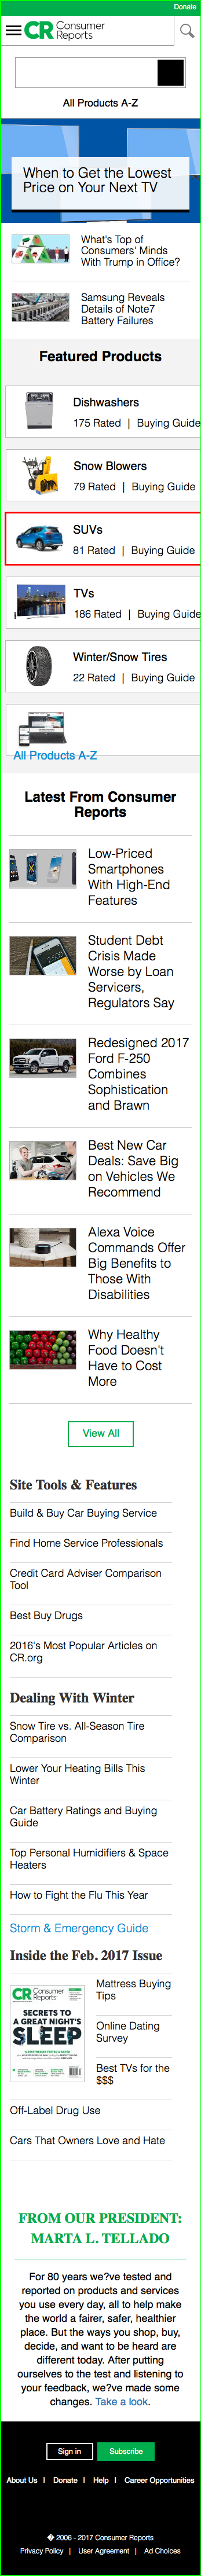 Donate
CR Consumer
Reports
All Products A-Z
When to Get the Lowest
Price on Your Next TV
What's Top of
Consumers' Minds
With Trump in Office?
Samsung Reveals
Details of Note7
Battery Failures
Featured Products
Dishwashers
175 Rated | Buying Guide
Snow Blowers
79 Rated | Buying Guide
SUVs
81 Rated | Buying Guide
TVs
186 Rated | Buying Guide
Winter/Snow Tires
22 Rated | Buying Guide
All Products A-Z
Latest From Consumer
Reports
Low-Priced
Smartphones
With High-End
Features
Student Debt
Crisis Made
Worse by Loan
Servicers,
Regulators Say
Redesigned 2017
Ford F-250
Combines
Sophistication
and Brawn
Best New Car
Deals: Save Big
on Vehicles We
Recommend
Alexa Voice
Commands Offer
Big Benefits to
Those With
Disabilities
Why Healthy
Food Doesn't
Have to Cost
More
View All
Site Tools & Features
Build & Buy Car Buying Service
Find Home Service Professionals
Credit Card Adviser Comparison
Tool
Best Buy Drugs
2016's Most Popular Articles on
CR.org
Dealing With Winter
Snow Tire vs. All-Season Tire
Comparison
Lower Your Heating Bills This
Winter
Car Battery Ratings and Buying
Guide
Top Personal Humidifiers & Space
Heaters
How to Fight the Flu This Year
Storm & Emergency Guide
Inside the Feb. 2017 Issue
CR Consumer
Reports
SECRETS TO
A GREAT NIGHT'S
SLEEP
Mattress Buying
Tips
Online Dating
Survey
Best TVs for the
$$$
Off-Label Drug Use
Cars That Owners Love and Hate
FROM OUR PRESIDENT:
MARTA L. TELLADO
For 80 years we?ve tested and
reported on products and services
you use every day, all to help make
the world a fairer, safer, healthier
place. But the ways you shop, buy,
decide, and want to be heard are
different today. After putting
ourselves to the test and listening to
your feedback, we?ve made some
changes. Take a look.
Sign in
Subscribe
About Us | Donate | Help | Career Opportunities
� 2006 - 2017 Consumer Reports
Privacy Policy | User Agreement | Ad Choices